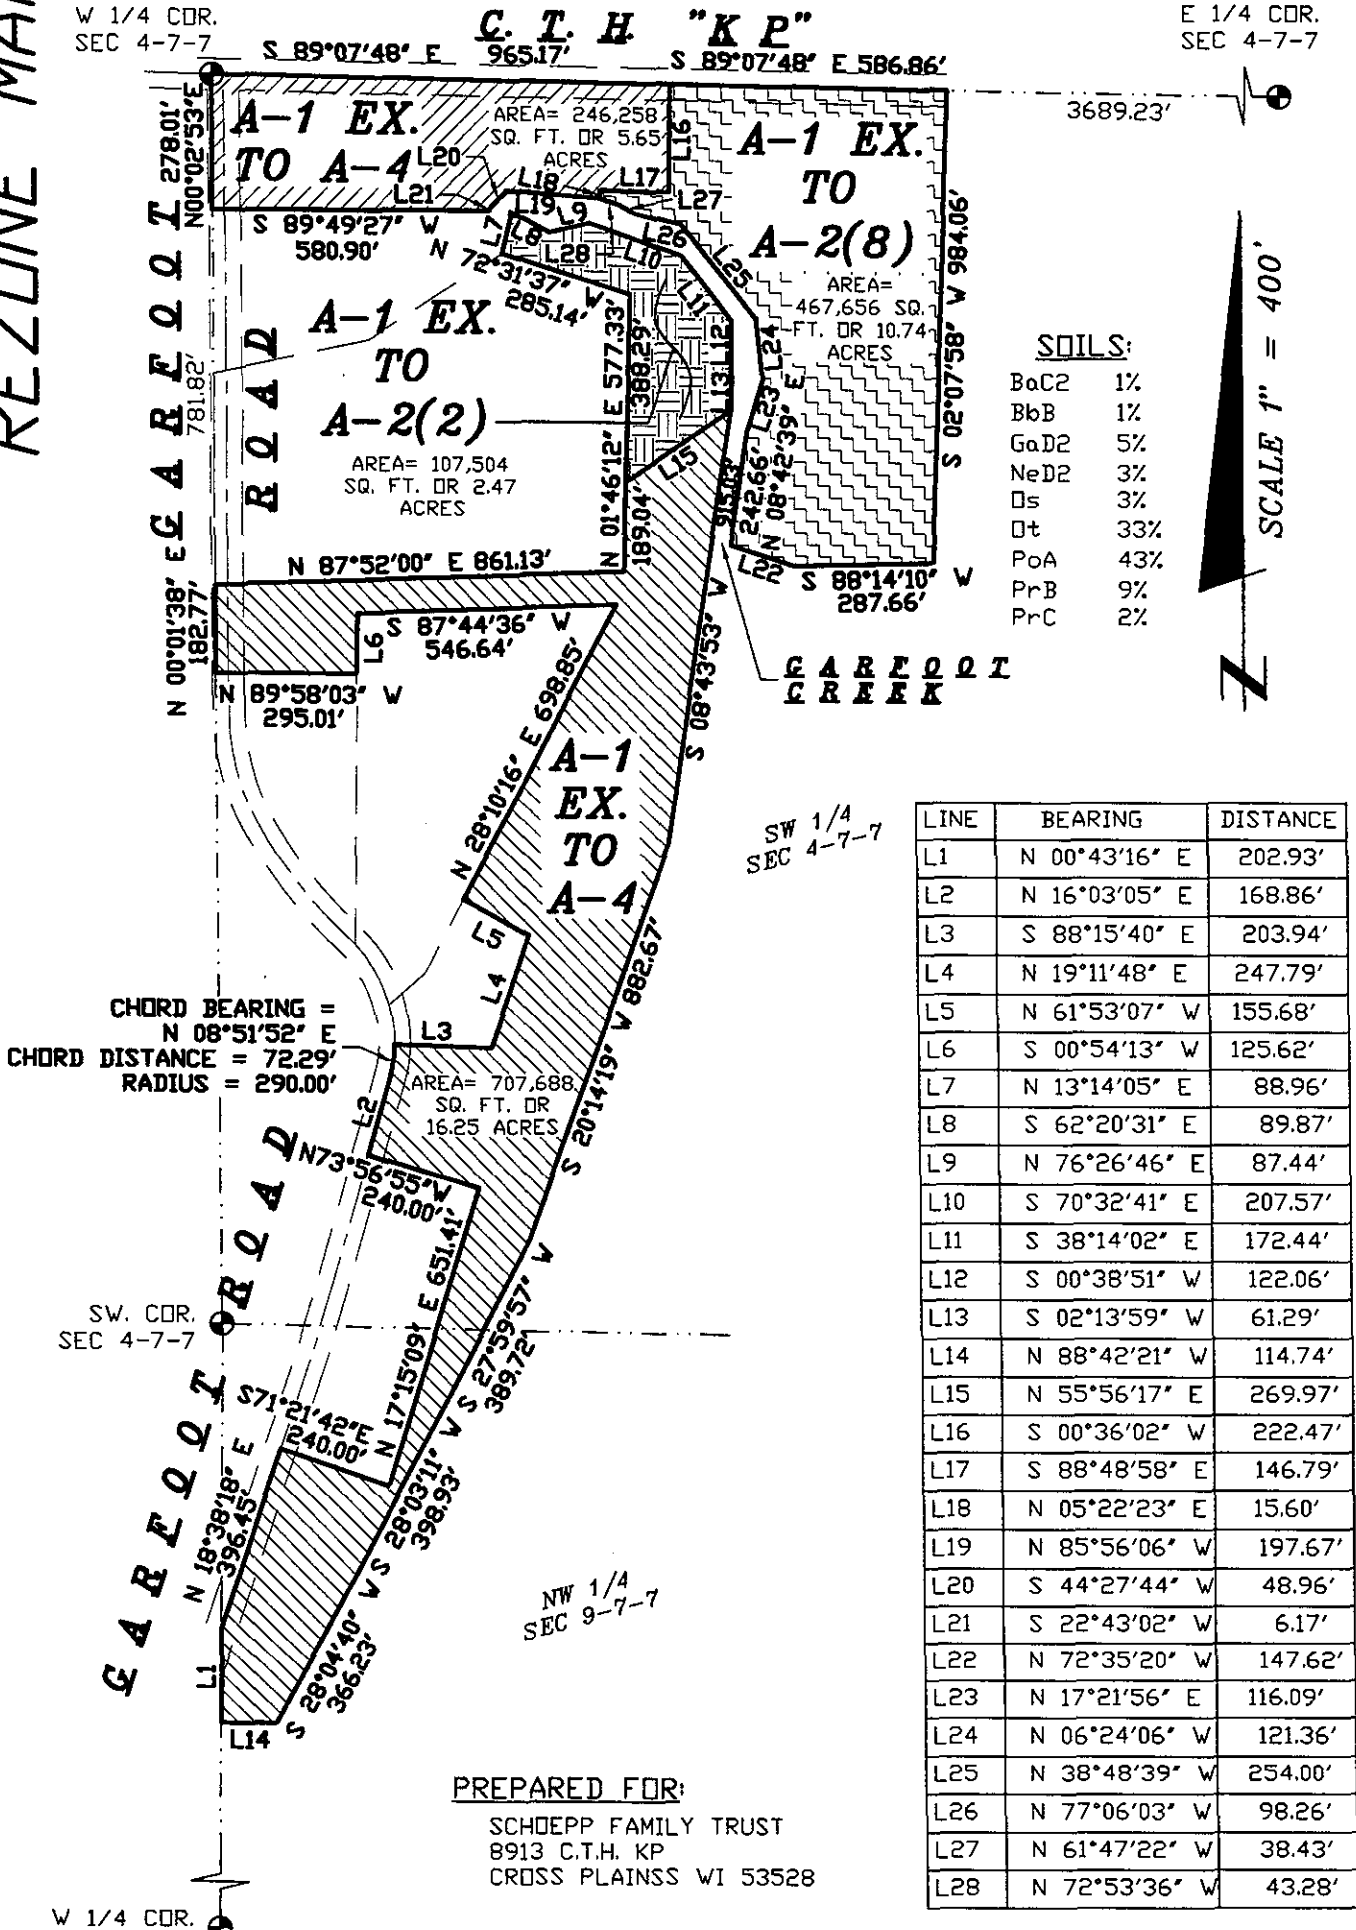 REZONE MA
W 1/4 COR.
SEC 4-7-7
C. T. H. "K P"
E 1/4 COR.
SEC 4-7-7
S 89°07'48" E 965.17'
S 89°07'48" E 586.86'
3689.23'
N00°02'53"E
278.01'
A-1 EX.
TO A-4
AREA= 246,258
SQ. FT. OR 5.65
ACRES
L16
L20
L21
L18
L17
L19
L27
L7
L8
L9
L28
L10
L26
L25
L11
L12
L13
L24
L23
L15
L22
A-1 EX.
TO
A-2(8)
AREA=
467,656 SQ.
FT. OR 10.74
ACRES
S 02°07'58" W 984.06'
S 89°49'27" W
580.90'
N 72°31'37" W
285.14'
GAREOOT
ROAD
781.82'
A-1 EX.
TO
A-2(2)
AREA= 107,504
SQ. FT. OR 2.47
ACRES
N 01°46'12" E 577.33'
388.29'
189.04'
915.03'
242.66'
N 08°42'39" E
N 87°52'00" E 861.13'
S 88°14'10" W
287.66'
N 00°01'38" E
182.77'
L6
S 87°44'36" W
546.64'
N 89°58'03" W
295.01'
GAREOOT
CREEK
SOILS:
BaC2 1%
BbB 1%
GaD2 5%
NeD2 3%
Os 3%
Ot 33%
PoA 43%
PrB 9%
PrC 2%
SCALE 1" = 400'
N
S 08°43'53" W
N 28°10'16" E 698.85'
A-1
EX.
TO
A-4
SW 1/4
SEC 4-7-7
L5
L4
L3
S 20°14'19" W 882.67'
CHORD BEARING =
N 08°51'52" E
CHORD DISTANCE = 72.29'
RADIUS = 290.00'
AREA= 707,688
SQ. FT. OR
16.25 ACRES
L2
N73°56'55"W
240.00'
N 17°15'09" E 651.41'
S 27°59'57" W
389.72'
SW. COR.
SEC 4-7-7
GAREOOT ROAD
S71°21'42"E
240.00'
N 18°38'18" E
396.45'
S 28°03'11" W
398.93'
S 28°04'40" W
366.23'
L1
L14
NW 1/4
SEC 9-7-7
PREPARED FOR:
SCHOEPP FAMILY TRUST
8913 C.T.H. KP
CROSS PLAINSS WI 53528
W 1/4 COR.
LINE BEARING DISTANCE
L1 N 00°43'16" E 202.93'
L2 N 16°03'05" E 168.86'
L3 S 88°15'40" E 203.94'
L4 N 19°11'48" E 247.79'
L5 N 61°53'07" W 155.68'
L6 S 00°54'13" W 125.62'
L7 N 13°14'05" E 88.96'
L8 S 62°20'31" E 89.87'
L9 N 76°26'46" E 87.44'
L10 S 70°32'41" E 207.57'
L11 S 38°14'02" E 172.44'
L12 S 00°38'51" W 122.06'
L13 S 02°13'59" W 61.29'
L14 N 88°42'21" W 114.74'
L15 N 55°56'17" E 269.97'
L16 S 00°36'02" W 222.47'
L17 S 88°48'58" E 146.79'
L18 N 05°22'23" E 15.60'
L19 N 85°56'06" W 197.67'
L20 S 44°27'44" W 48.96'
L21 S 22°43'02" W 6.17'
L22 N 72°35'20" W 147.62'
L23 N 17°21'56" E 116.09'
L24 N 06°24'06" W 121.36'
L25 N 38°48'39" W 254.00'
L26 N 77°06'03" W 98.26'
L27 N 61°47'22" W 38.43'
L28 N 72°53'36" W 43.28'